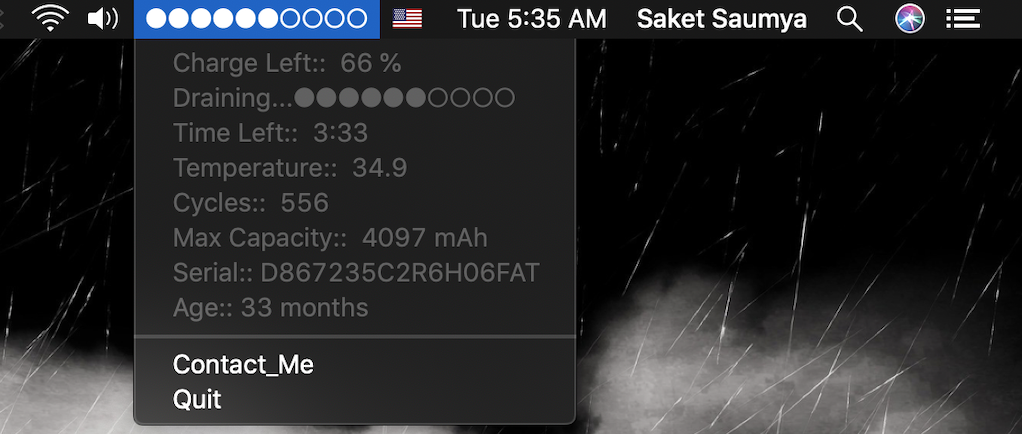 ●●●●●●○○○○ Tue 5:35 AM Saket Saumya
Charge Left:: 66 %
Draining...●●●●●●○○○○
Time Left:: 3:33
Temperature:: 34.9
Cycles:: 556
Max Capacity:: 4097 mAh
Serial:: D867235C2R6H06FAT
Age:: 33 months
Contact_Me
Quit